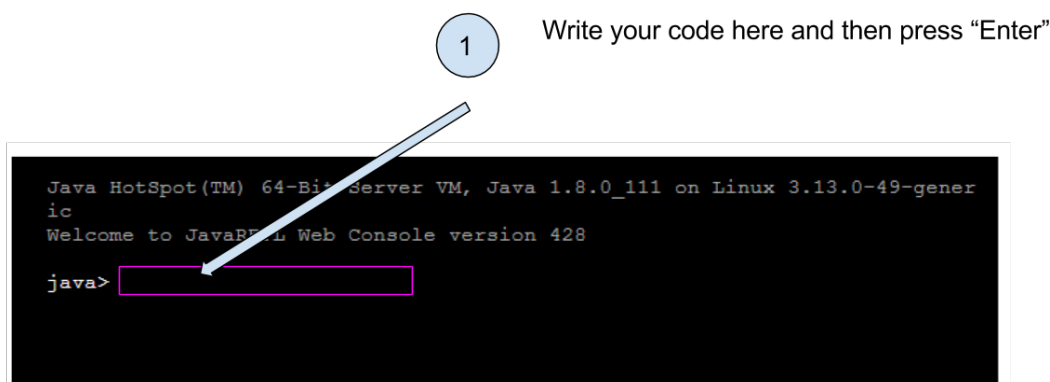 1
Write your code here and then press “Enter”
Java HotSpot(TM) 64-Bit Server VM, Java 1.8.0_111 on Linux 3.13.0-49-gener
ic
Welcome to JavaREPL Web Console version 428
java>